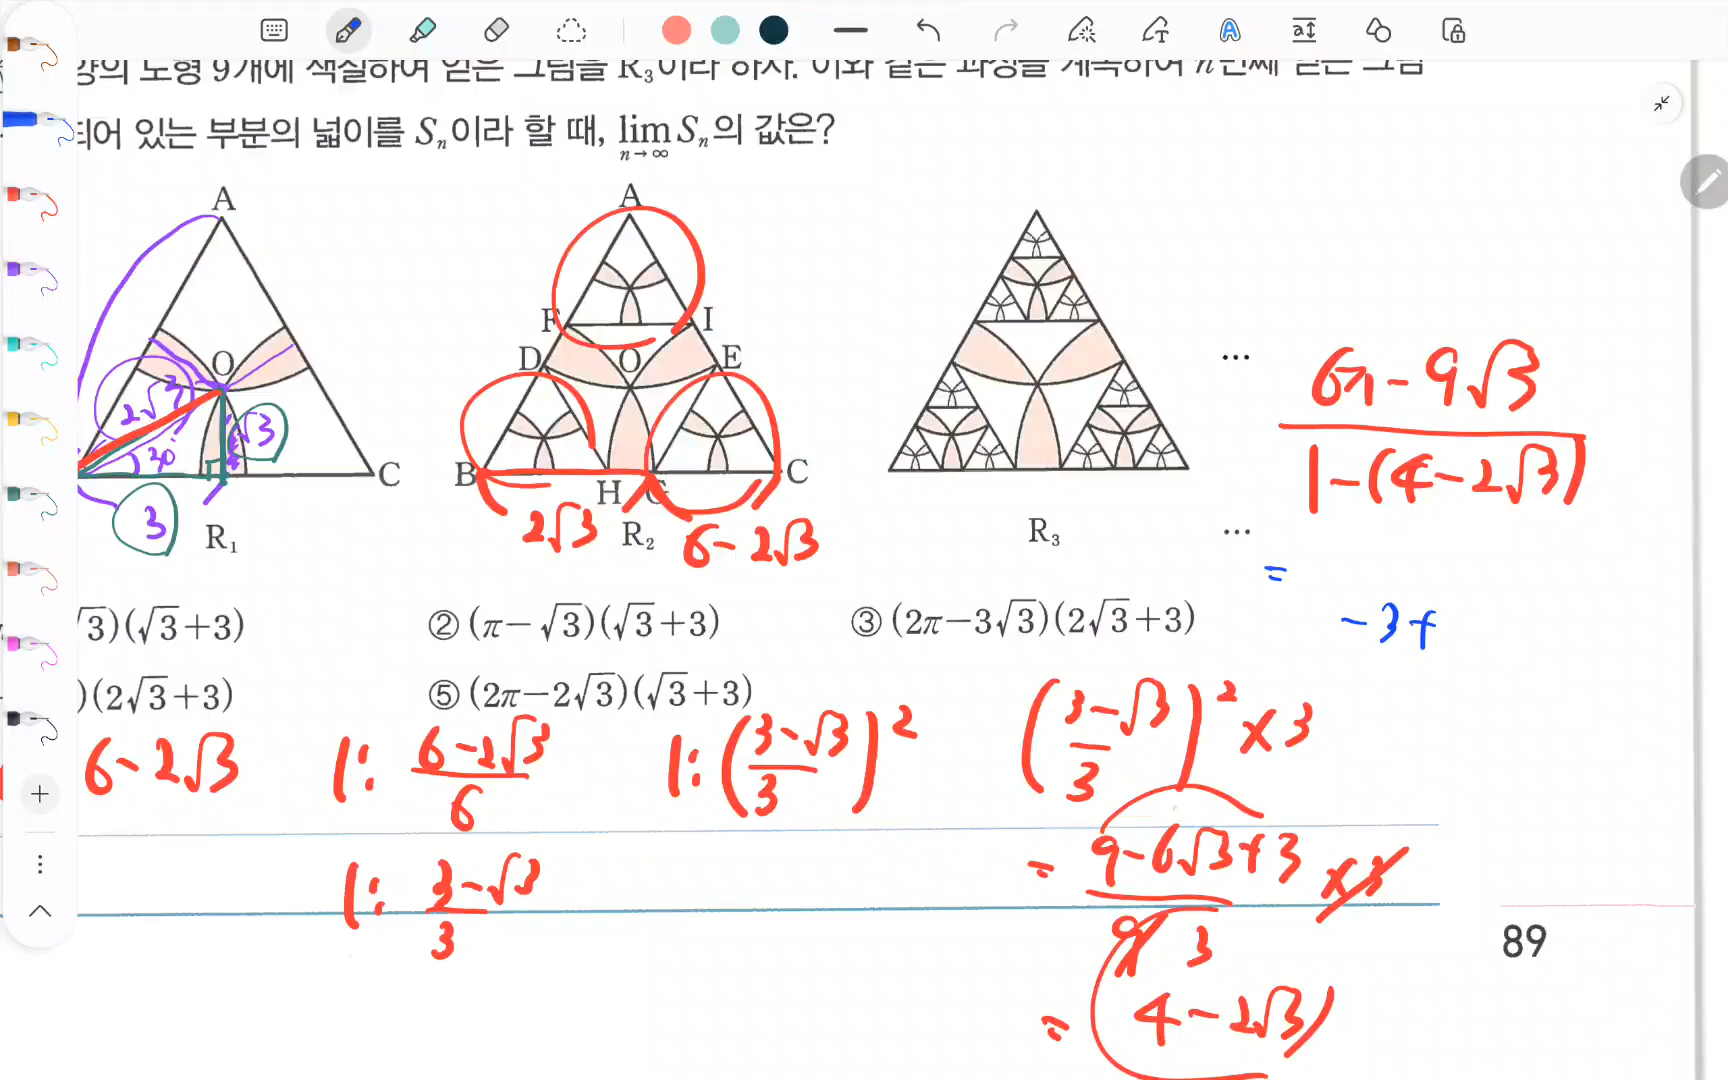 양의 도형 9개에 색칠하여 얻은 그림을 R₃이라 하자. 이와 같은 과정을 계속하여 n번째 얻은 그림
되어 있는 부분의 넓이를 Sₙ이라 할 때, lim n→∞ Sₙ의 값은?
A
O
C
2√3
√3
30°
3
R₁
A
F I
D O E
B H G C
2√3
6-2√3
R₂
R₃
...
...
6π-9√3
1-(4-2√3)
=
-3+
√3)(√3+3)
② (π-√3)(√3+3)
③ (2π-3√3)(2√3+3)
)(2√3+3)
⑤ (2π-2√3)(√3+3)
6-2√3
1: (6-2√3)/6
1: ((3-√3)/3)²
((3-√3)/3)² × 3
1: (3-√3)/3
= (9-6√3+3)/9 ×3
3
= (4-2√3)
89